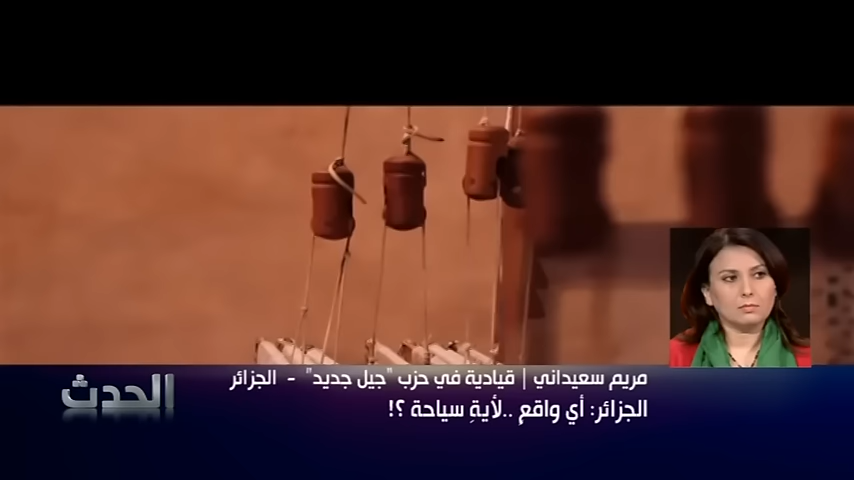 مريم سعيداني | قيادية في حزب "جيل جديد" - الجزائر
الجزائر: أي واقع ..لأيةِ سياحة ؟!
الحدث